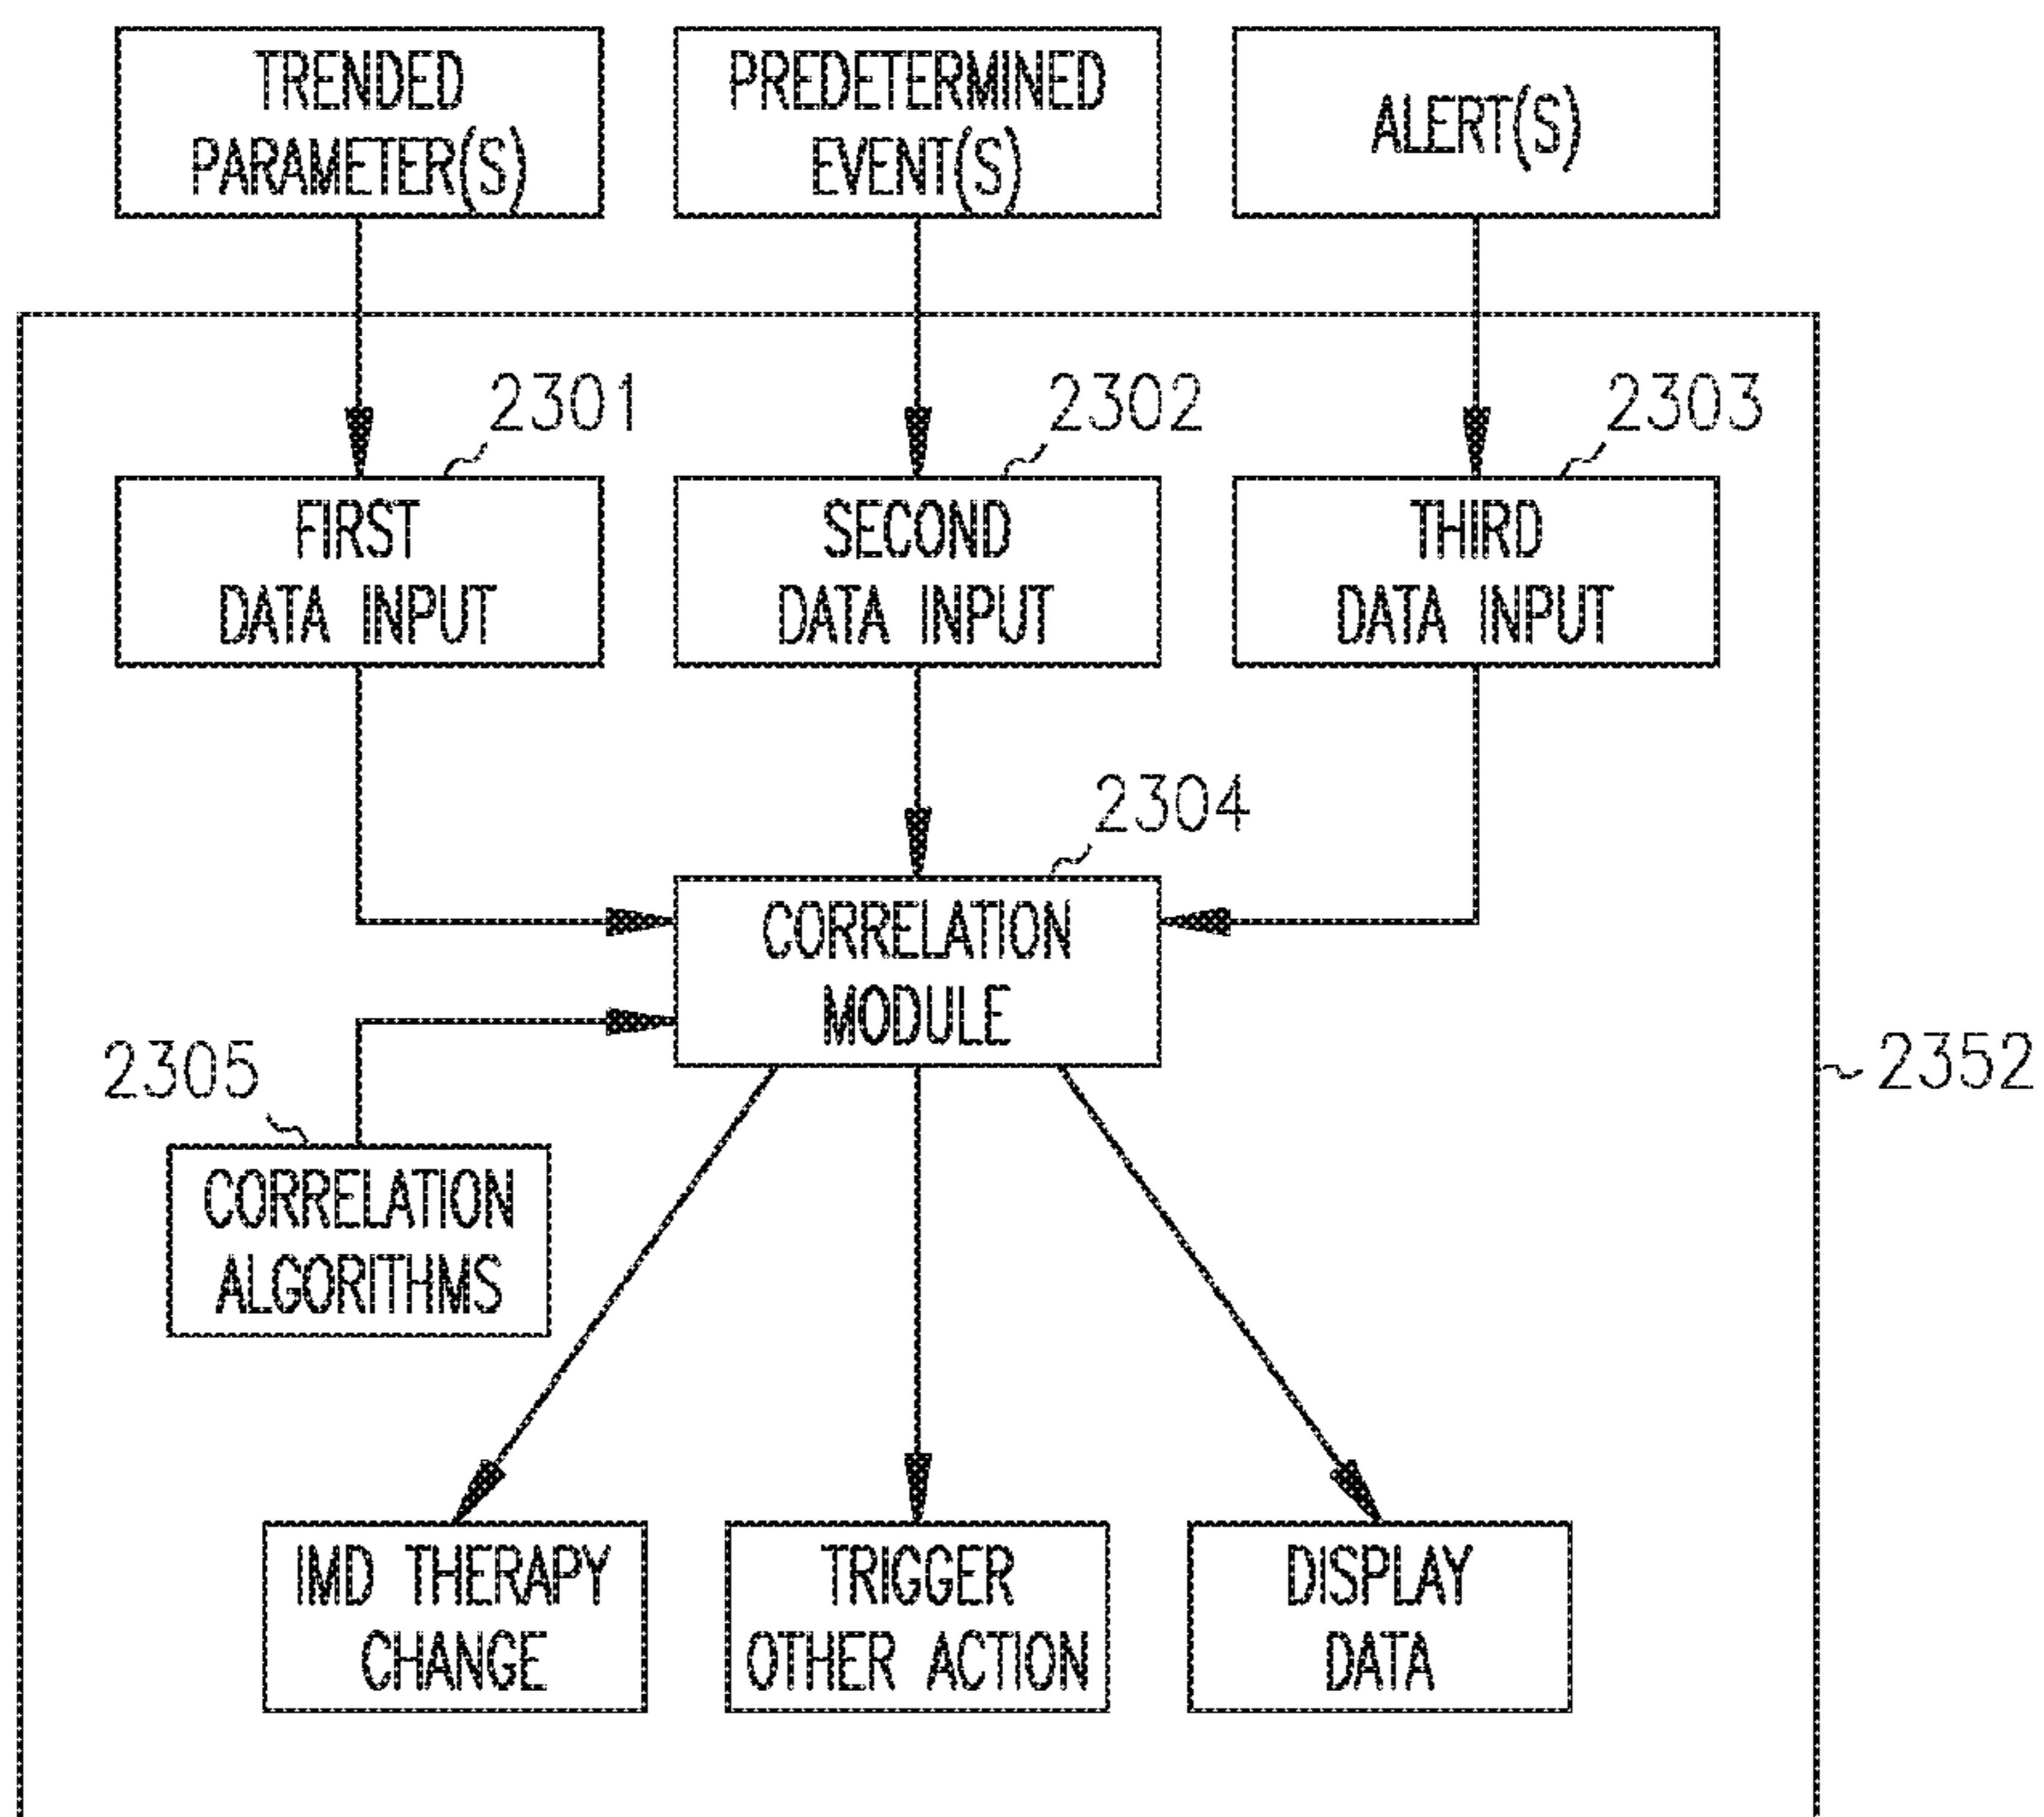 TRENDED
PARAMETER(S)
PREDETERMINED
EVENT(S)
ALERT(S)
2301
2302
2303
FIRST
DATA INPUT
SECOND
DATA INPUT
THIRD
DATA INPUT
2304
CORRELATION
MODULE
2305
2352
CORRELATION
ALGORITHMS
IMD THERAPY
CHANGE
TRIGGER
OTHER ACTION
DISPLAY
DATA